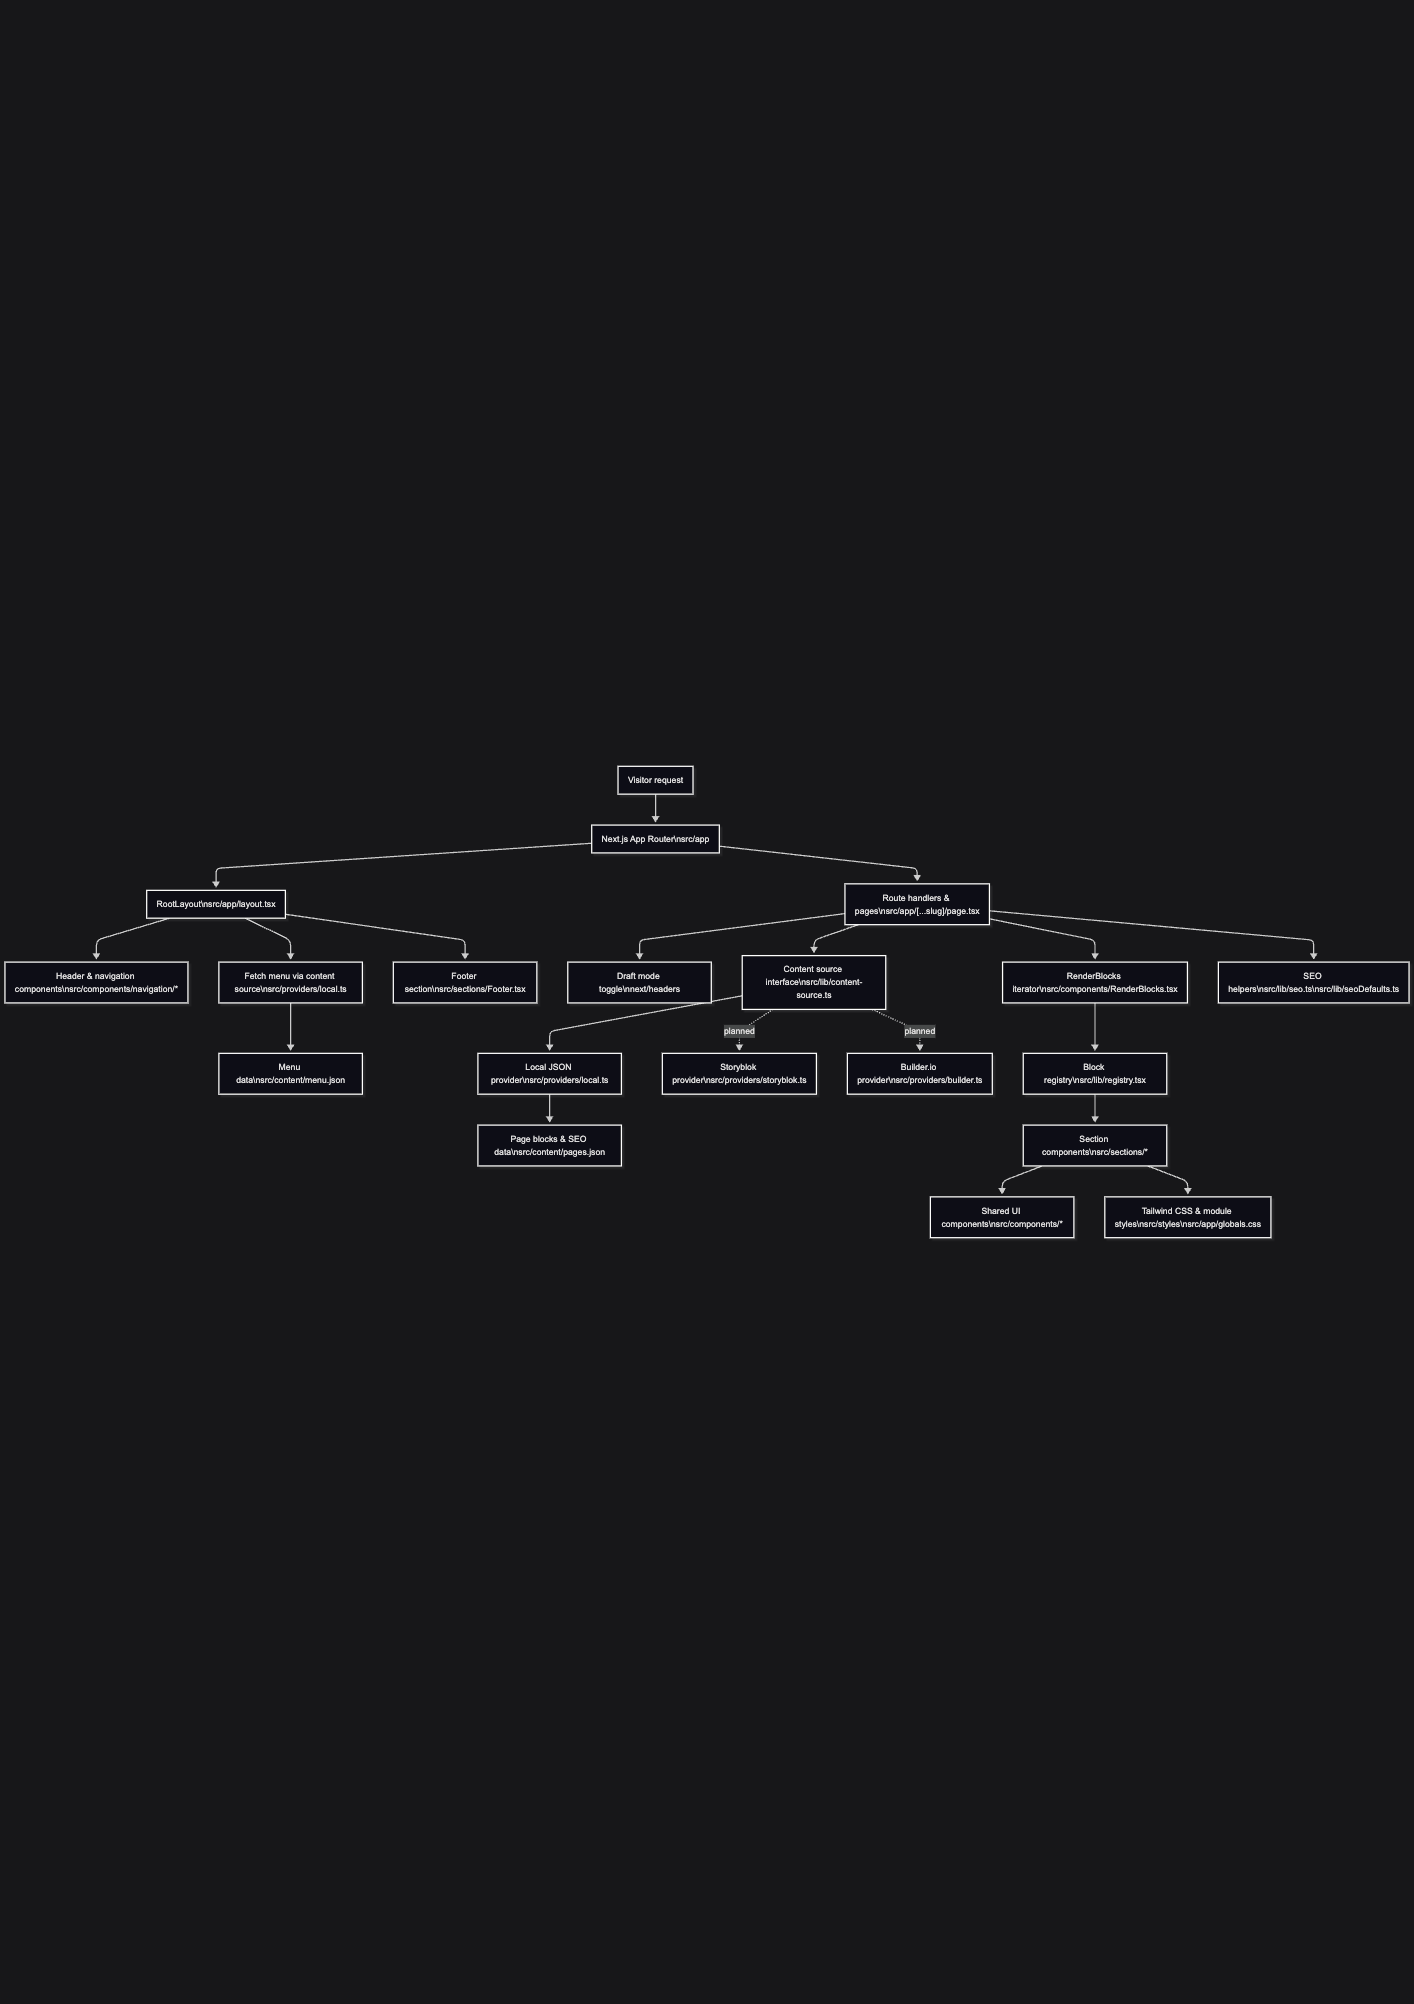 Visitor request
Next.js App Router\nsrc/app
RootLayout\nsrc/app/layout.tsx
Route handlers &
pages\nsrc/app/[...slug]/page.tsx
Header & navigation
components\nsrc/components/navigation/*
Fetch menu via content
source\nsrc/providers/local.ts
Footer
section\nsrc/sections/Footer.tsx
Draft mode
toggle\nnext/headers
Content source
interface\nsrc/lib/content-
source.ts
RenderBlocks
iterator\nsrc/components/RenderBlocks.tsx
SEO
helpers\nsrc/lib/seo.ts\nsrc/lib/seoDefaults.ts
planned
planned
Menu
data\nsrc/content/menu.json
Local JSON
provider\nsrc/providers/local.ts
Storyblok
provider\nsrc/providers/storyblok.ts
Builder.io
provider\nsrc/providers/builder.ts
Block
registry\nsrc/lib/registry.tsx
Page blocks & SEO
data\nsrc/content/pages.json
Section
components\nsrc/sections/*
Shared UI
components\nsrc/components/*
Tailwind CSS & module
styles\nsrc/styles\nsrc/app/globals.css